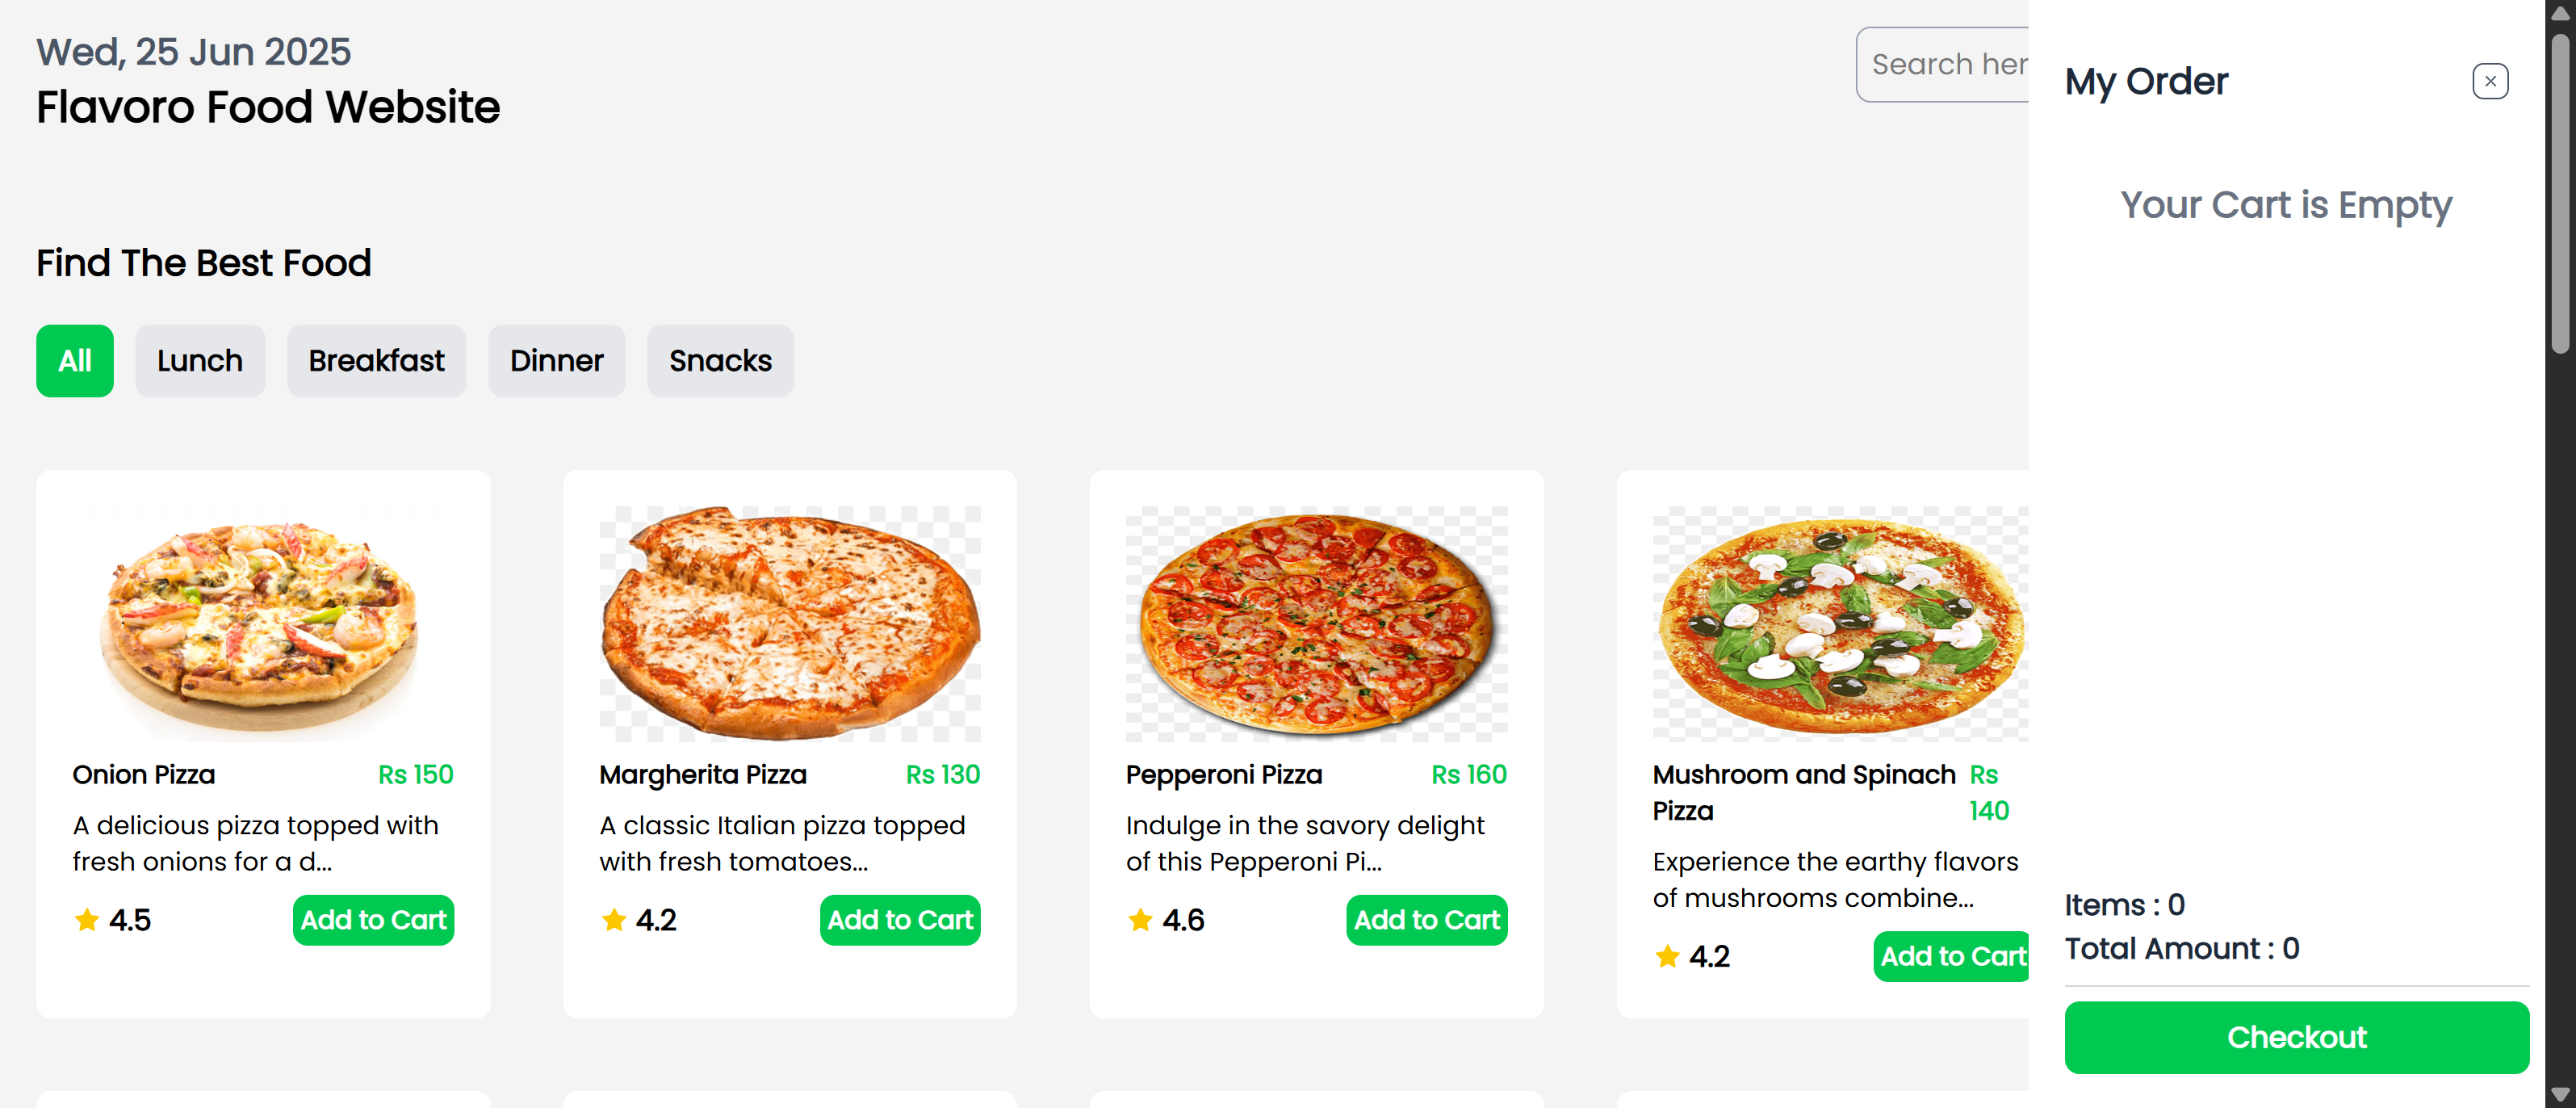 Wed, 25 Jun 2025
Flavoro Food Website
Search her
My Order
Your Cart is Empty
Find The Best Food
All
Lunch
Breakfast
Dinner
Snacks
Onion Pizza
Rs 150
A delicious pizza topped with
fresh onions for a d...
4.5
Add to Cart
Margherita Pizza
Rs 130
A classic Italian pizza topped
with fresh tomatoes...
4.2
Add to Cart
Pepperoni Pizza
Rs 160
Indulge in the savory delight
of this Pepperoni Pi...
4.6
Add to Cart
Mushroom and Spinach
Pizza
Rs
140
Experience the earthy flavors
of mushrooms combine...
4.2
Add to Cart
Items : 0
Total Amount : 0
Checkout